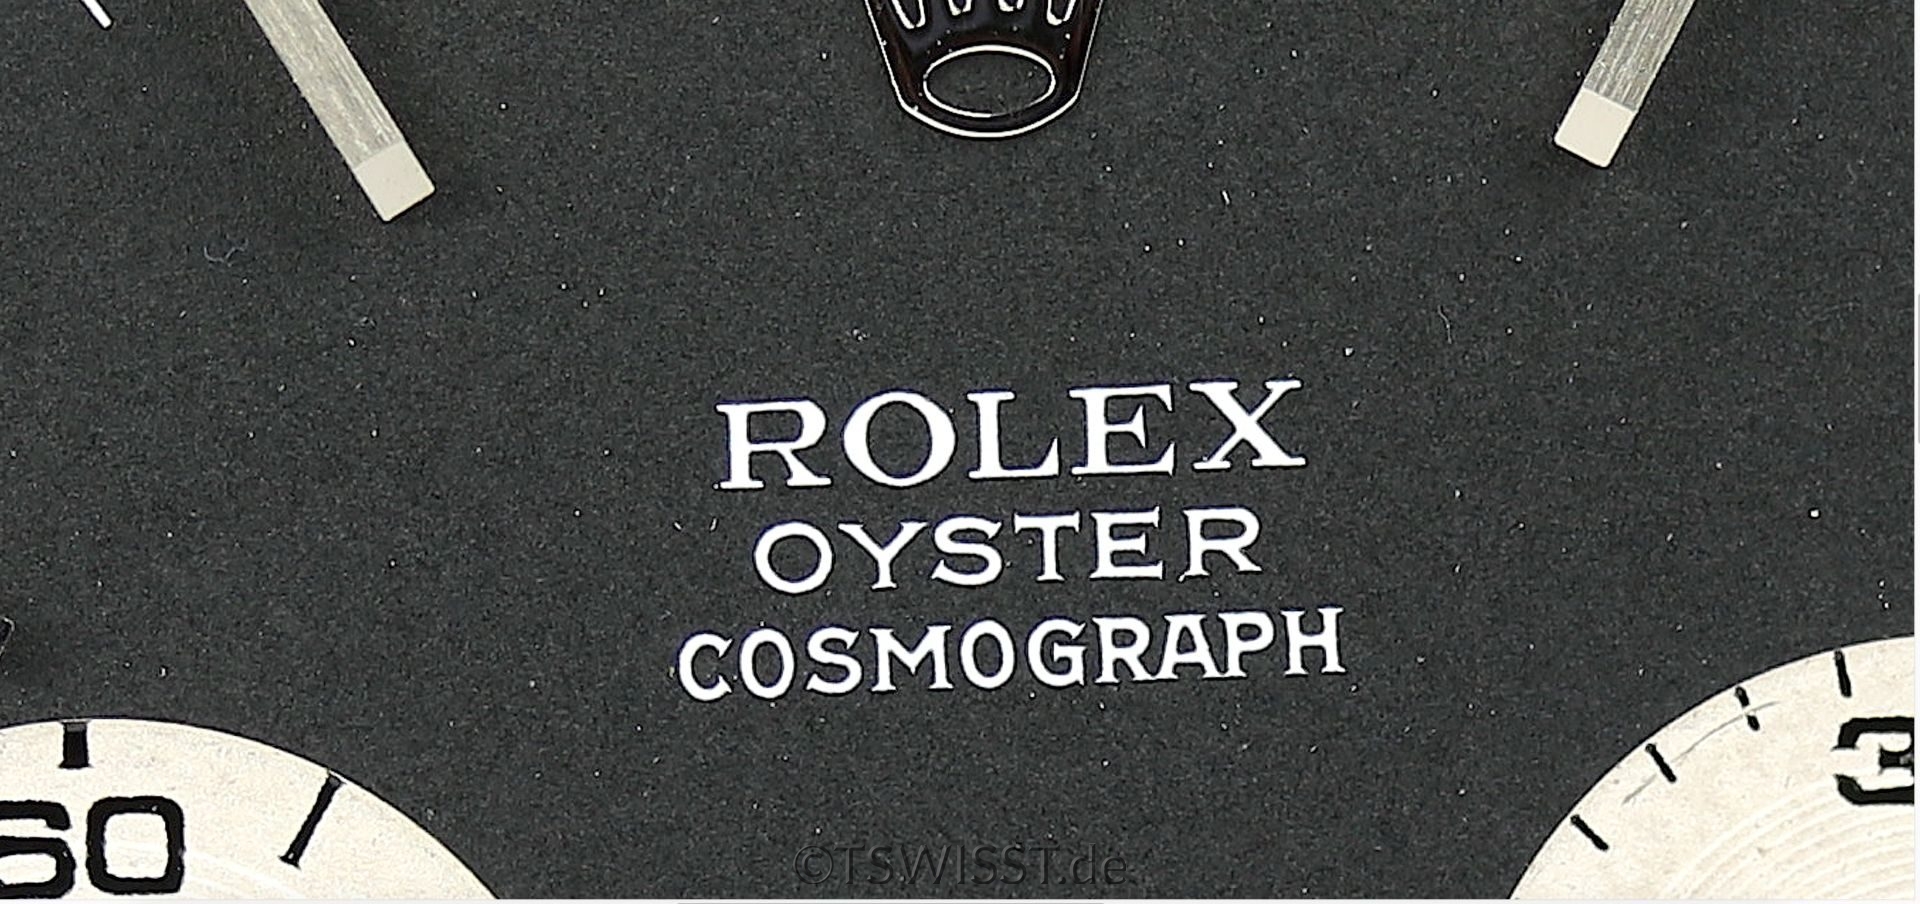 ROLEX
OYSTER
COSMOGRAPH
60
3
©TSWISST.de